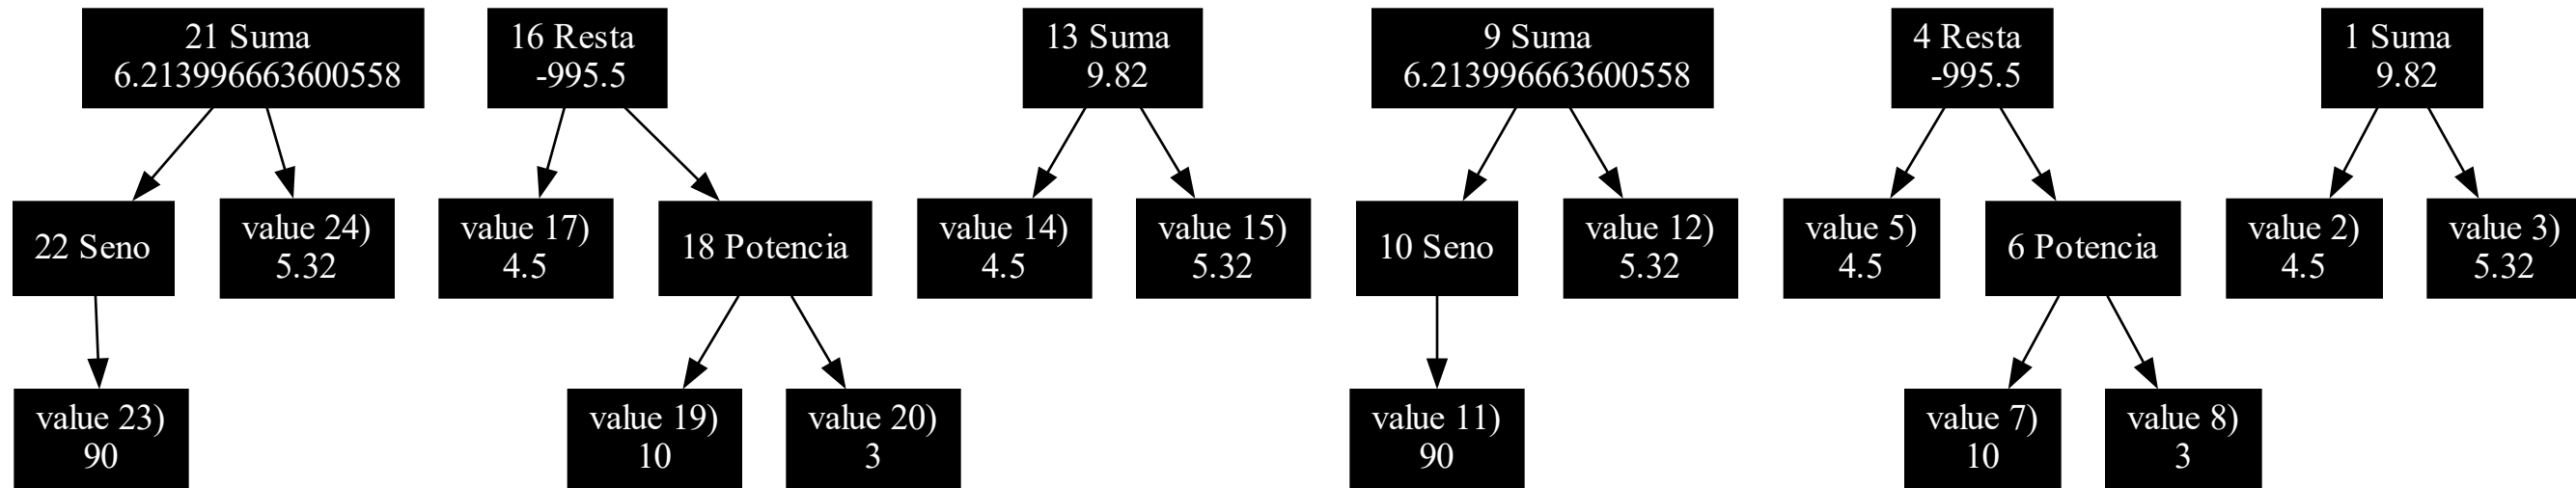 21 Suma
6.213996663600558
16 Resta
-995.5
13 Suma
9.82
9 Suma
6.213996663600558
4 Resta
-995.5
1 Suma
9.82
22 Seno
value 24)
5.32
value 17)
4.5
18 Potencia
value 14)
4.5
value 15)
5.32
10 Seno
value 12)
5.32
value 5)
4.5
6 Potencia
value 2)
4.5
value 3)
5.32
value 23)
90
value 19)
10
value 20)
3
value 11)
90
value 7)
10
value 8)
3